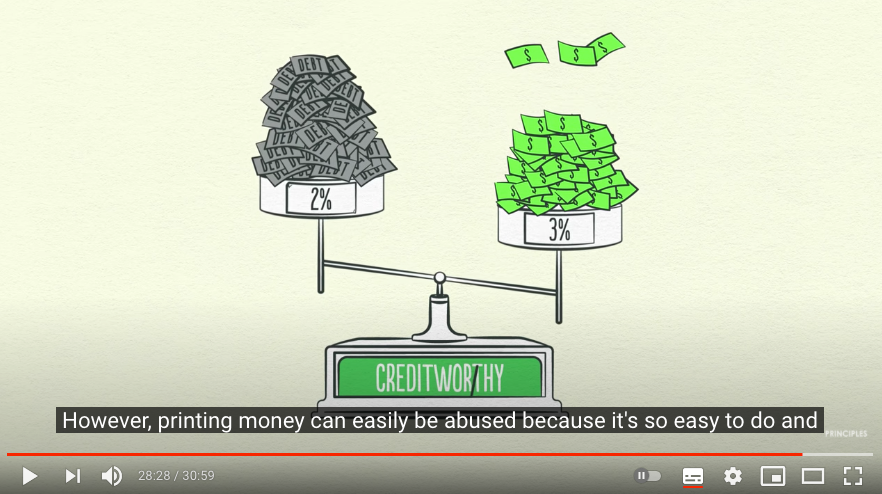 DEBT
$ $ $
2%
3%
CREDITWORTHY
However, printing money can easily be abused because it's so easy to do and
PRINCIPLES
28:28 / 30:59